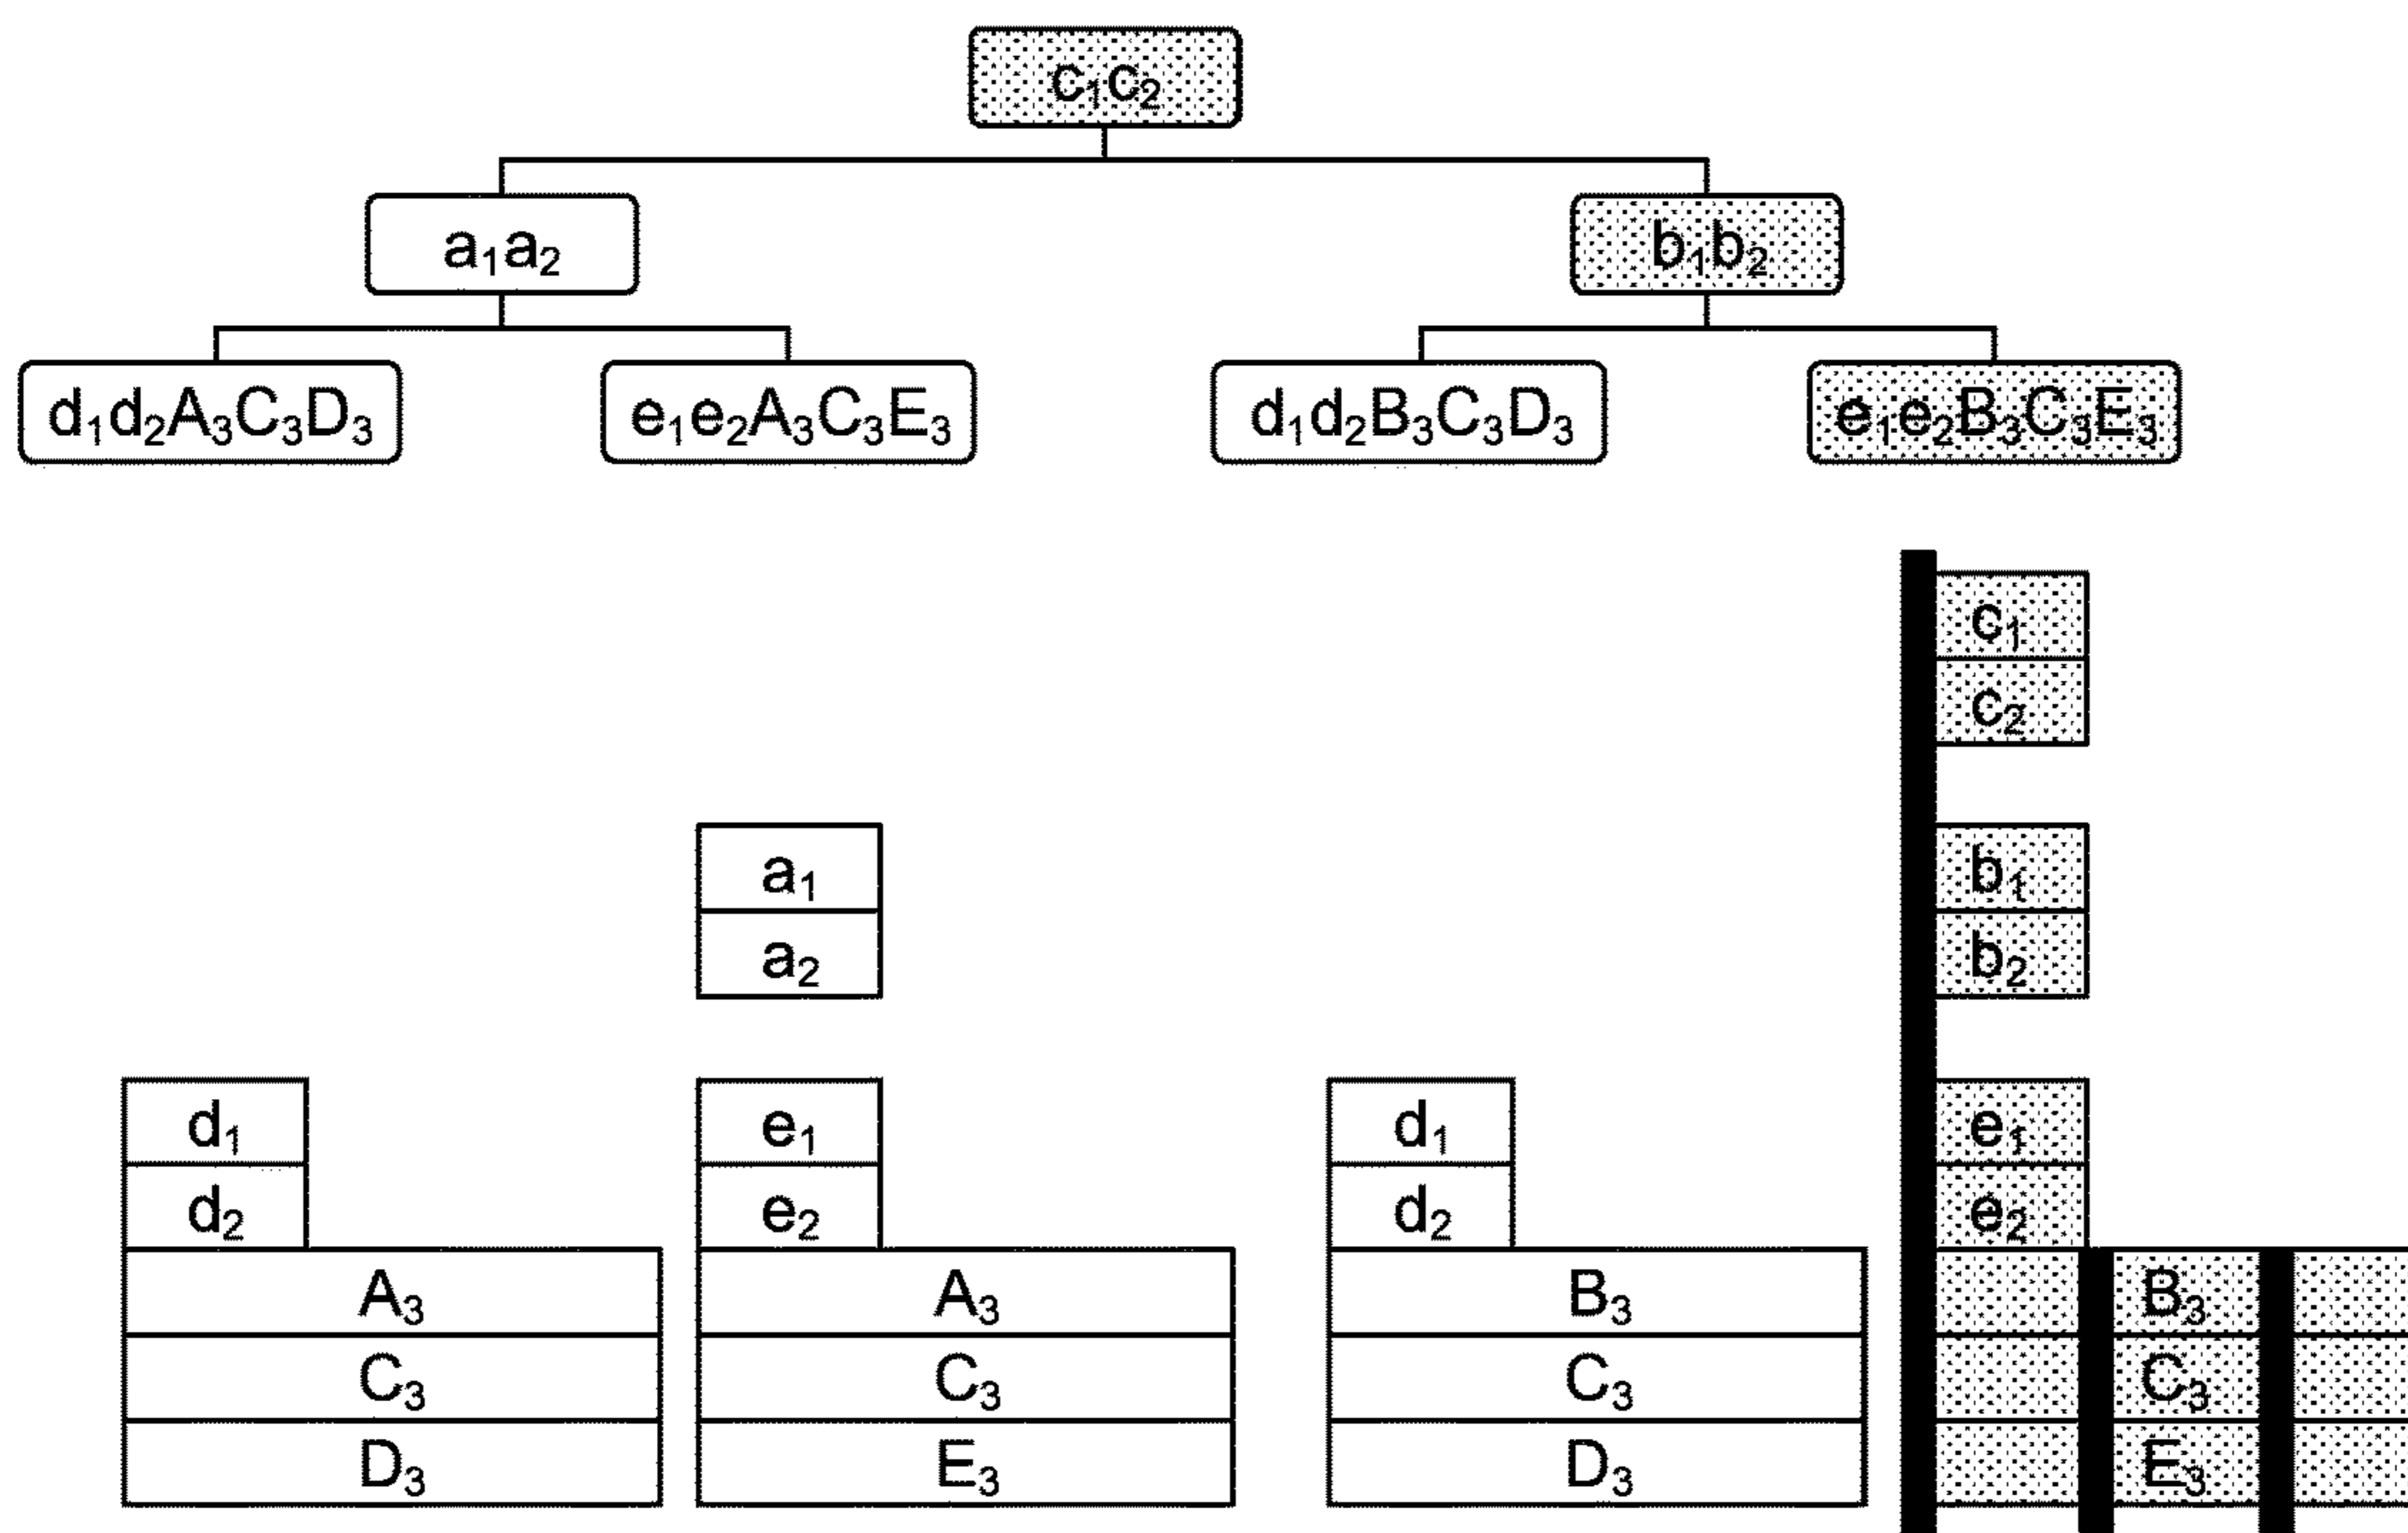 c₁c₂
a₁a₂
b₁b₂
d₁d₂A₃C₃D₃
e₁e₂A₃C₃E₃
d₁d₂B₃C₃D₃
e₁e₂B₃C₃E₃
c₁
c₂
a₁
b₁
a₂
b₂
d₁
e₁
d₁
e₁
d₂
e₂
d₂
e₂
A₃
A₃
B₃
B₃
C₃
C₃
C₃
C₃
D₃
E₃
D₃
E₃